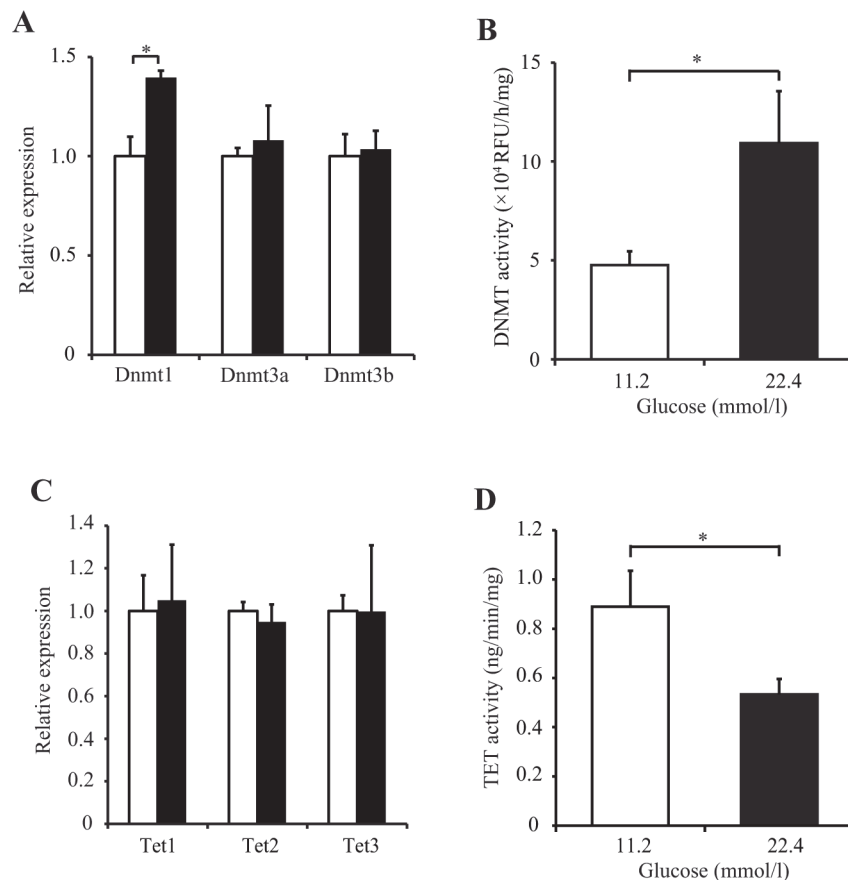 A
*
1.5
1.0
0.5
0
Relative expression
Dnmt1 Dnmt3a Dnmt3b
B
*
15
10
5
0
DNMT activity (×10⁴ RFU/h/mg)
11.2 22.4
Glucose (mmol/l)
C
1.4
1.2
1.0
0.8
0.6
0.4
0.2
0
Relative expression
Tet1 Tet2 Tet3
D
*
1.2
1.0
0.8
0.6
0.4
0.2
0
TET activity (ng/min/mg)
11.2 22.4
Glucose (mmol/l)